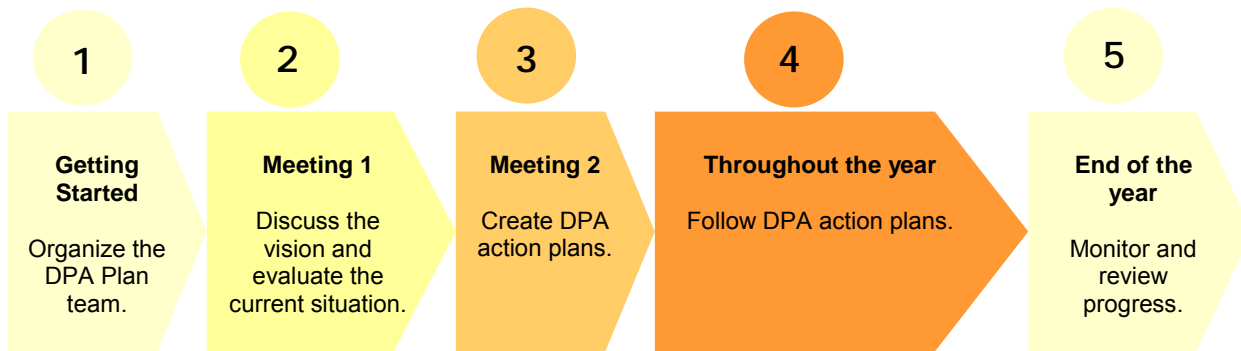 1
Getting
Started
Organize the
DPA Plan
team.
2
Meeting 1
Discuss the
vision and
evaluate the
current situation.
3
Meeting 2
Create DPA
action plans.
4
Throughout the year
Follow DPA action plans.
5
End of the
year
Monitor and
review
progress.